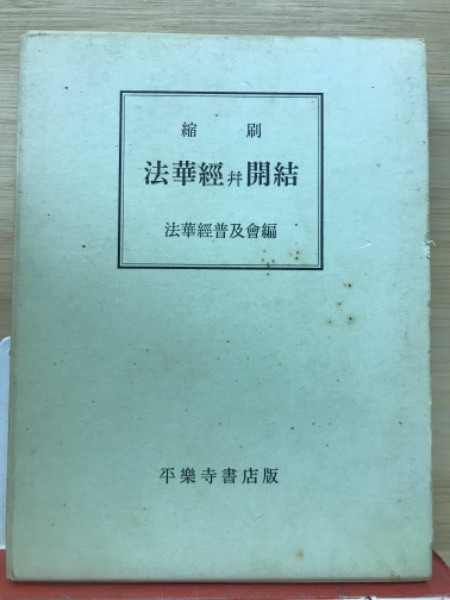 縮刷
法華經幷開結
法華經普及會編
平樂寺書店版